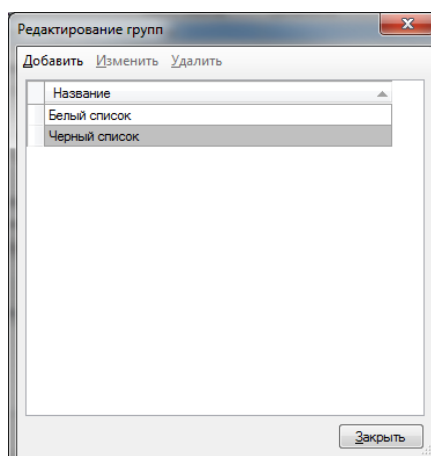 Редактирование групп
Добавить Изменить Удалить
Название
Белый список
Черный список
Закрыть